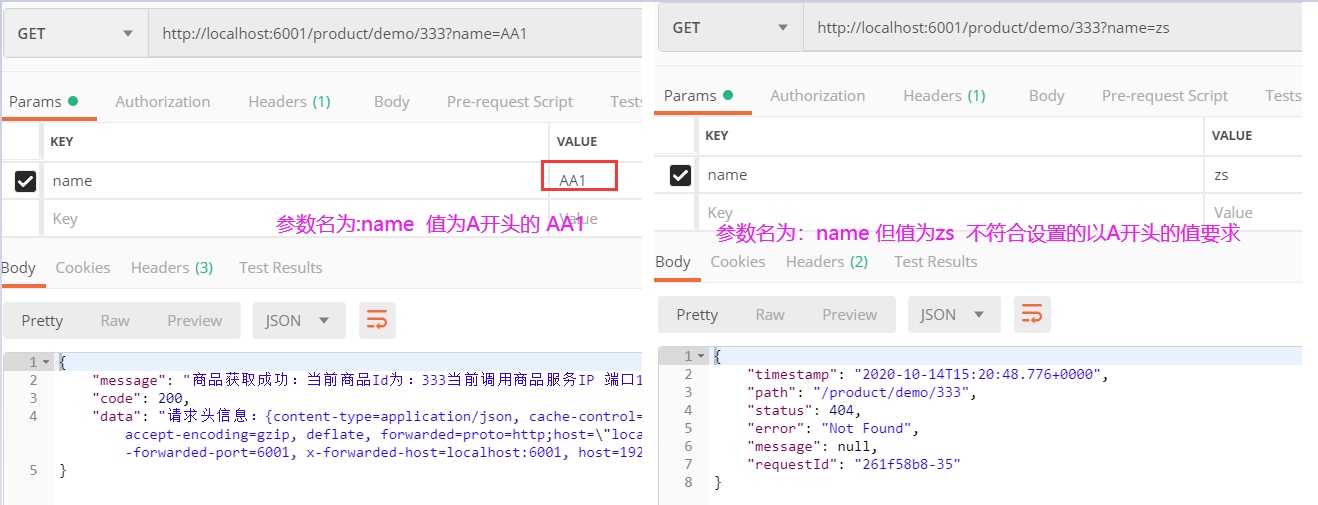 GET
http://localhost:6001/product/demo/333?name=AA1
Params
Authorization
Headers (1)
Body
Pre-request Script
Tests
KEY
VALUE
name
AA1
Key
Value
参数名为:name 值为A开头的 AA1
Body
Cookies
Headers (3)
Test Results
Pretty
Raw
Preview
JSON
1 {
2 "message": "商品获取成功：当前商品Id为：333当前调用商品服务IP 端口1
3 "code": 200,
4 "data": "请求头信息：{content-type=application/json, cache-control=
accept-encoding=gzip, deflate, forwarded=proto=http;host=\"loca
-forwarded-port=6001, x-forwarded-host=localhost:6001, host=192
5 }
GET
http://localhost:6001/product/demo/333?name=zs
Params
Authorization
Headers (1)
Body
Pre-request Script
Tests
KEY
VALUE
name
zs
Key
Value
参数名为：name 但值为zs 不符合设置的以A开头的值要求
Body
Cookies
Headers (2)
Test Results
Pretty
Raw
Preview
JSON
1 {
2 "timestamp": "2020-10-14T15:20:48.776+0000",
3 "path": "/product/demo/333",
4 "status": 404,
5 "error": "Not Found",
6 "message": null,
7 "requestId": "261f58b8-35"
8 }